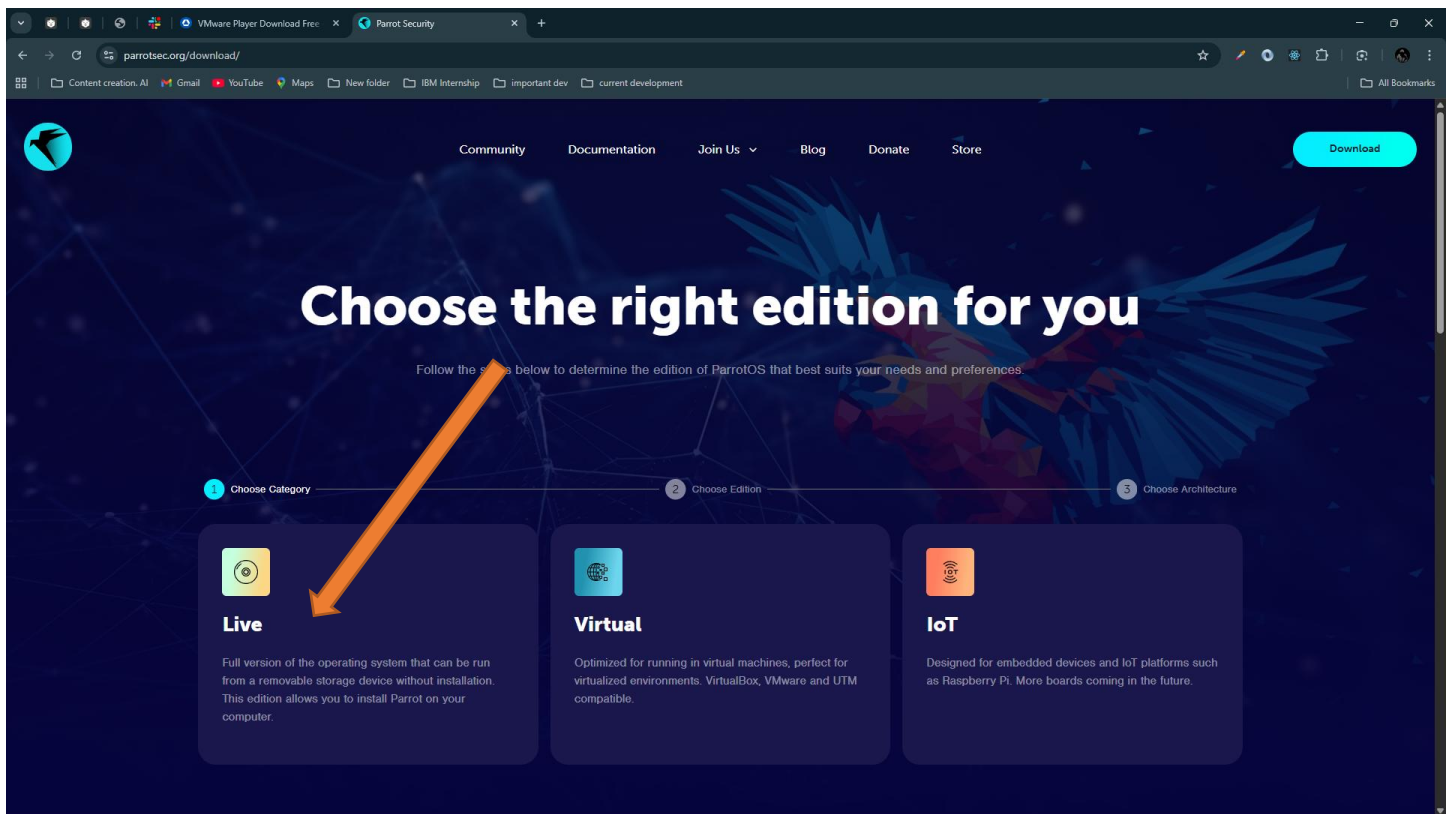 VMware Player Download Free
Parrot Security
parrotsec.org/download/
Content creation. AI
Gmail
YouTube
Maps
New folder
IBM Internship
important dev
current development
All Bookmarks
Community
Documentation
Join Us
Blog
Donate
Store
Download
Choose the right edition for you
Follow the below to determine the edition of ParrotOS that best suits your needs and preferences.
1 Choose Category
2 Choose Edition
3 Choose Architecture
Live
Full version of the operating system that can be run
from a removable storage device without installation.
This edition allows you to install Parrot on your
computer.
Virtual
Optimized for running in virtual machines, perfect for
virtualized environments. VirtualBox, VMware and UTM
compatible.
IOT
IoT
Designed for embedded devices and IoT platforms such
as Raspberry Pi. More boards coming in the future.